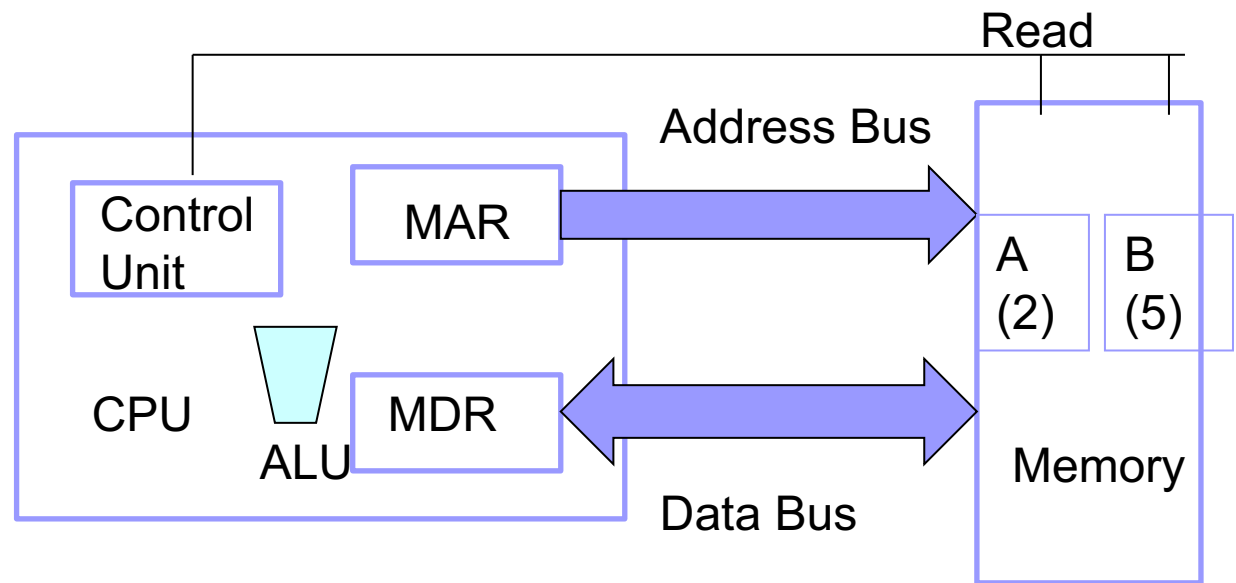 Read
Address Bus
Control
Unit
MAR
A
(2)
B
(5)
CPU
MDR
ALU
Memory
Data Bus